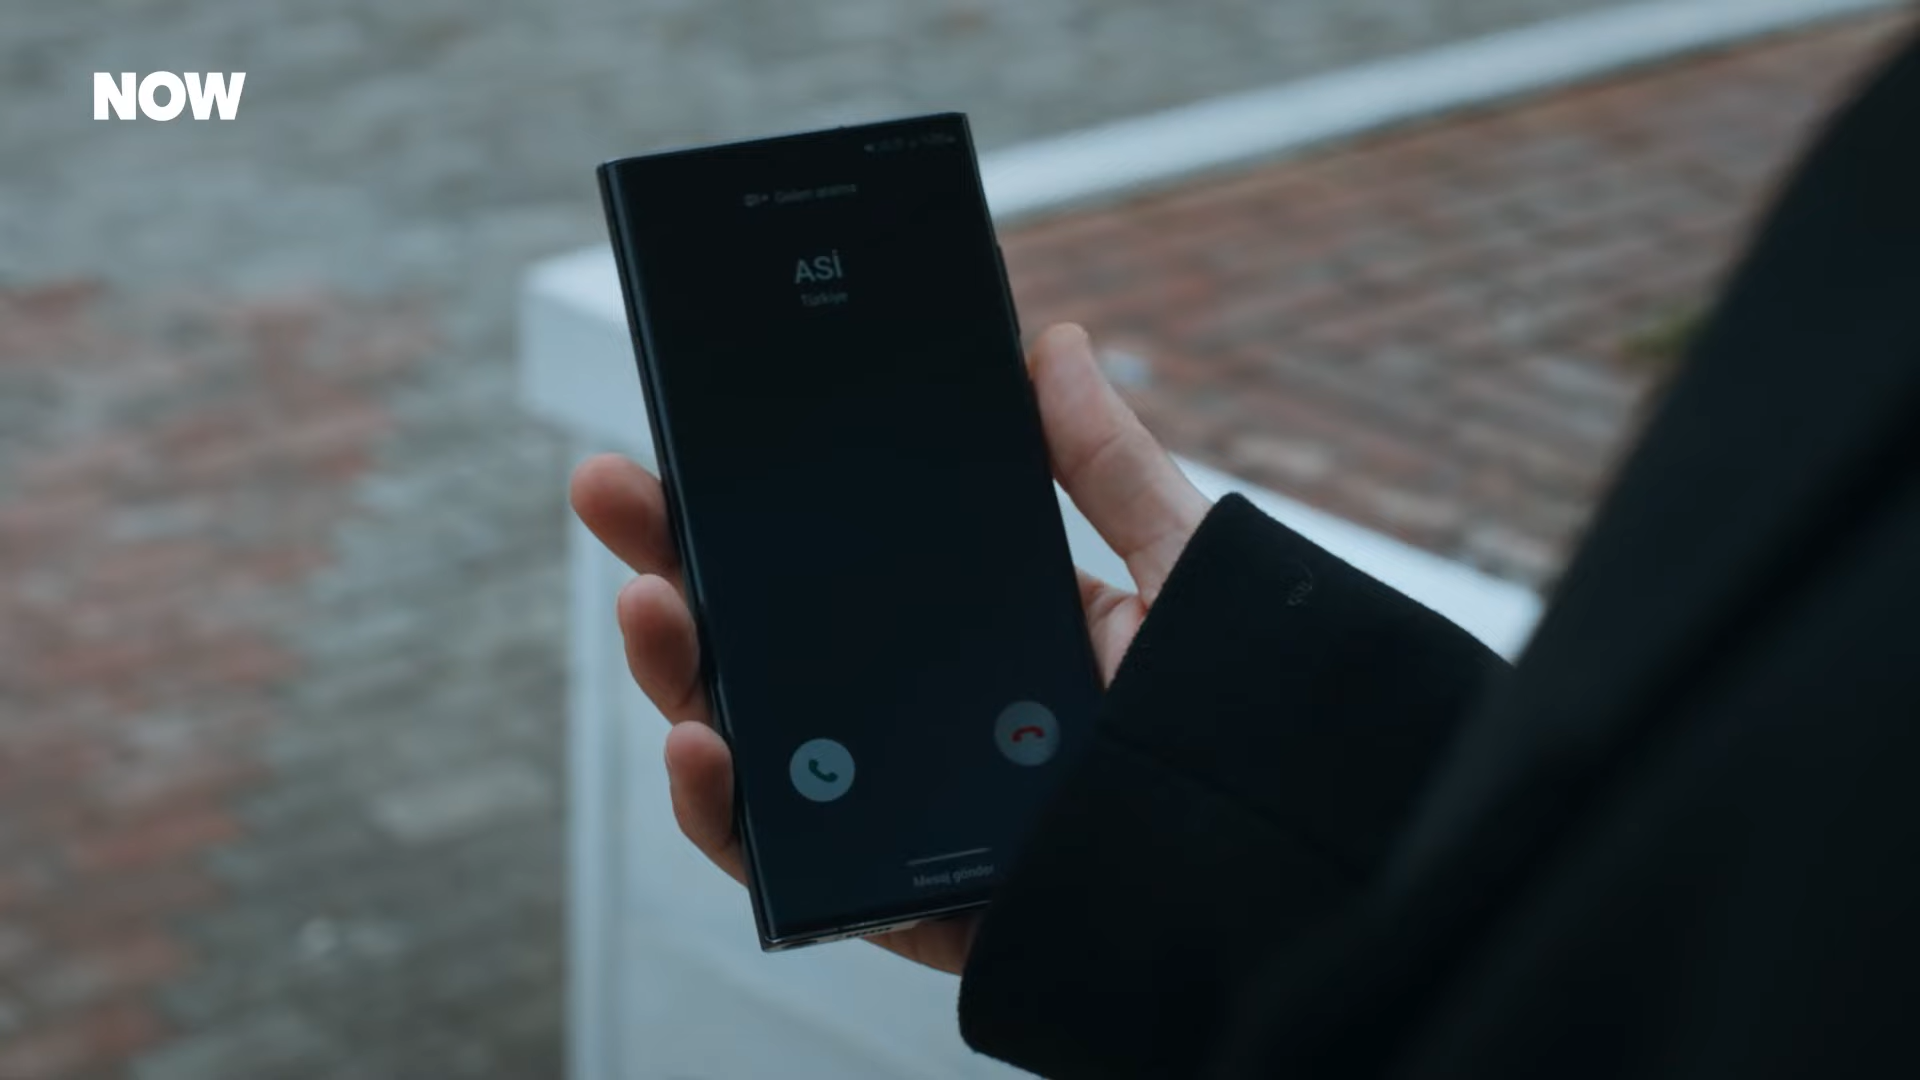 NOW
Gelen arama
ASİ
Türkiye
Mesaj gönder